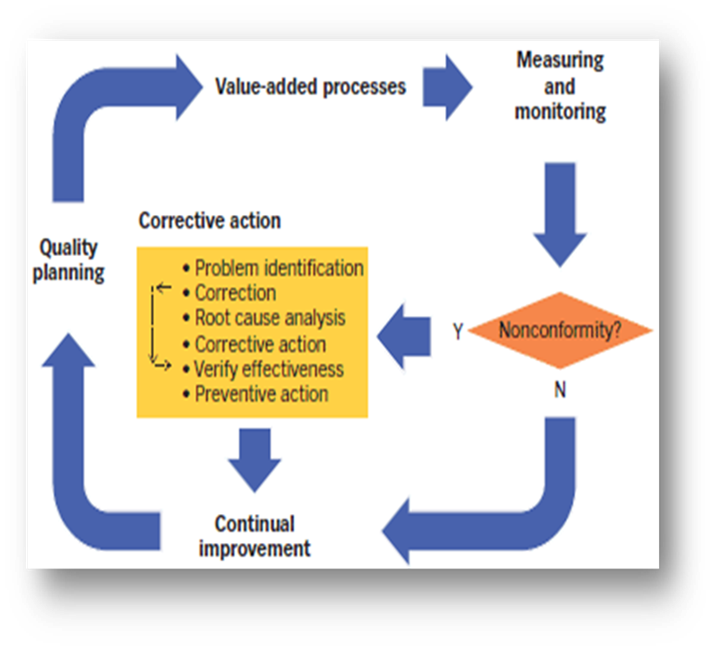 Value-added processes
Measuring
and
monitoring
Quality
planning
Corrective action
• Problem identification
• Correction
• Root cause analysis
• Corrective action
• Verify effectiveness
• Preventive action
Y
Nonconformity?
N
Continual
improvement